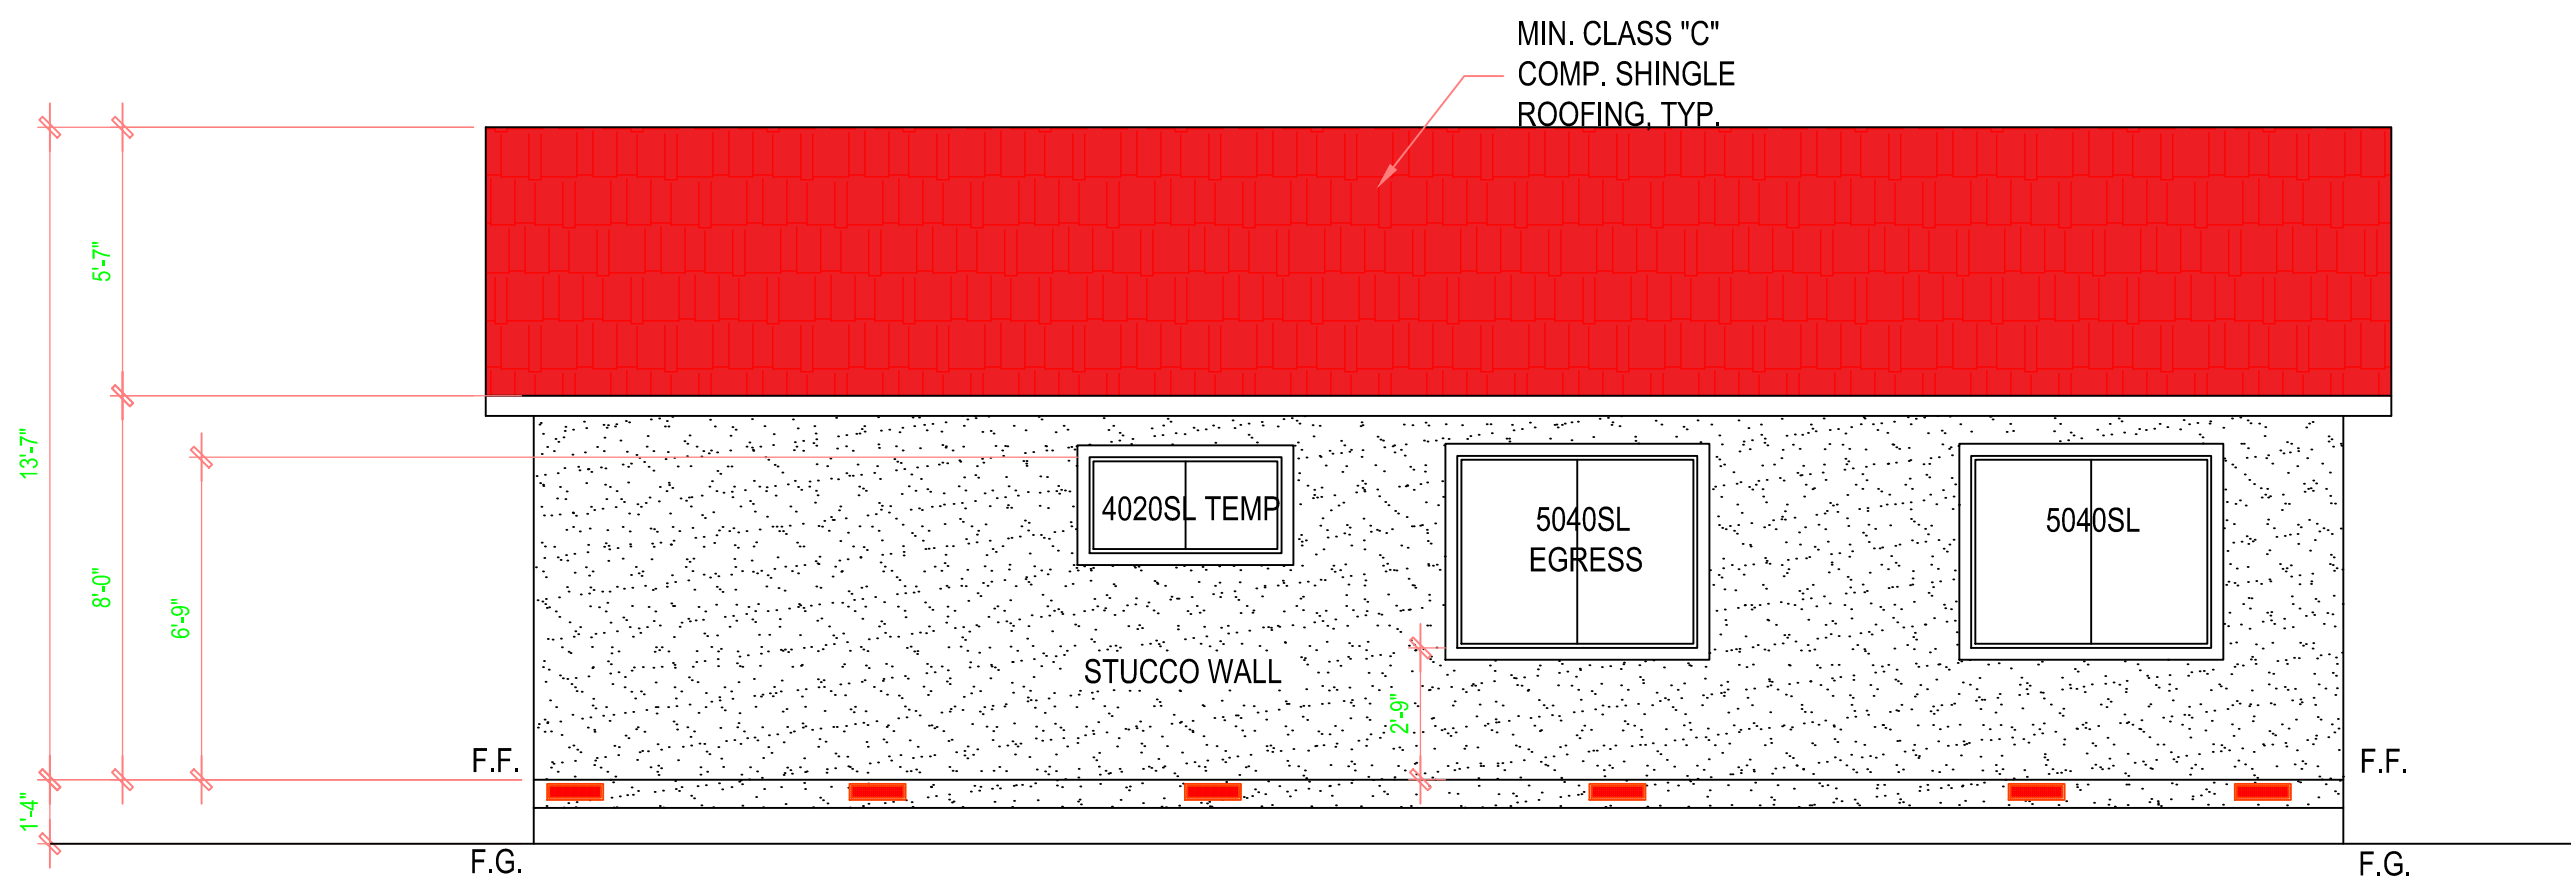 MIN. CLASS "C"
COMP. SHINGLE
ROOFING, TYP.
5'-7"
13'-7"
8'-0"
6'-9"
4020SL TEMP
5040SL
EGRESS
5040SL
STUCCO WALL
2'-9"
F.F.
F.F.
1'-4"
F.G.
F.G.